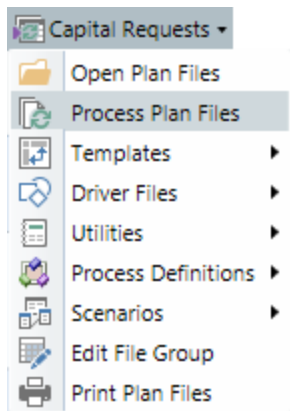 Capital Requests
Open Plan Files
Process Plan Files
Templates
Driver Files
Utilities
Process Definitions
Scenarios
Edit File Group
Print Plan Files